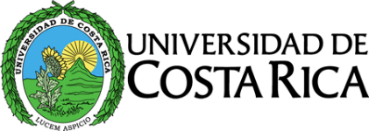 UNIVERSIDAD DE COSTA RICA
LUCEM ASPICIO
UNIVERSIDAD DE
COSTA RICA